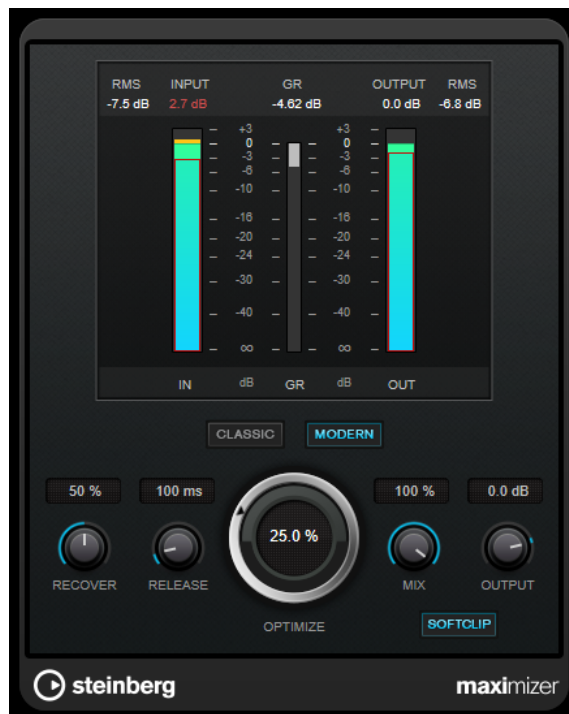 RMS INPUT GR OUTPUT RMS
-7.5 dB 2.7 dB -4.62 dB 0.0 dB -6.8 dB
+3 +3
0 0
-3 -3
-6 -6
-10 -10
-16 -16
-20 -20
-24 -24
-30 -30
-40 -40
∞ ∞
IN dB GR dB OUT
CLASSIC MODERN
50 % 100 ms 100 % 0.0 dB
25.0 %
RECOVER RELEASE MIX OUTPUT
OPTIMIZE SOFTCLIP
steinberg maximizer